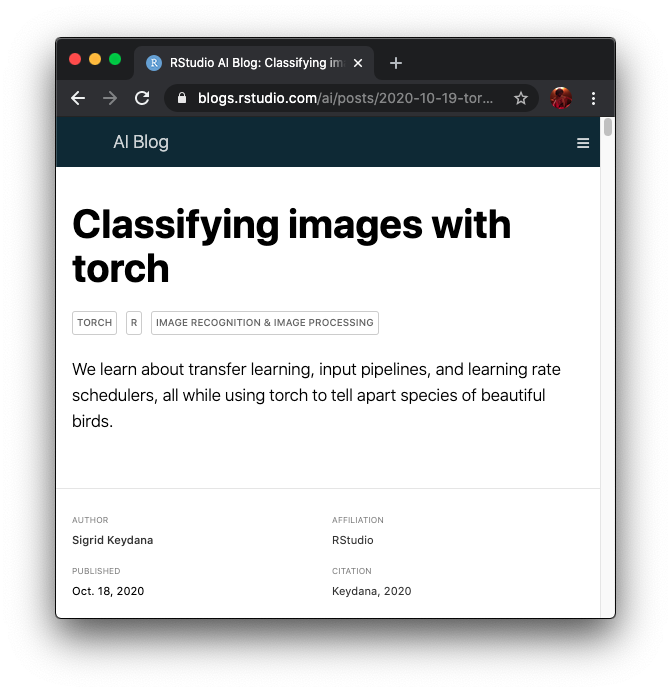 R RStudio AI Blog: Classifying im
blogs.rstudio.com/ai/posts/2020-10-19-tor...
AI Blog
Classifying images with
torch
TORCH R IMAGE RECOGNITION & IMAGE PROCESSING
We learn about transfer learning, input pipelines, and learning rate
schedulers, all while using torch to tell apart species of beautiful
birds.
AUTHOR AFFILIATION
Sigrid Keydana RStudio
PUBLISHED CITATION
Oct. 18, 2020 Keydana, 2020